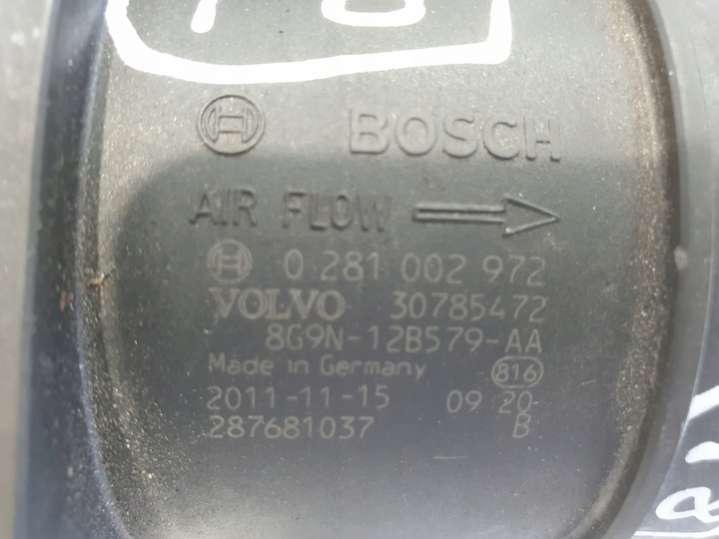 BOSCH
AIR FLOW
0 281 002 972
VOLVO 30785472
8G9N-12B579-AA
Made in Germany 816
2011-11-15 09 20
287681037 B